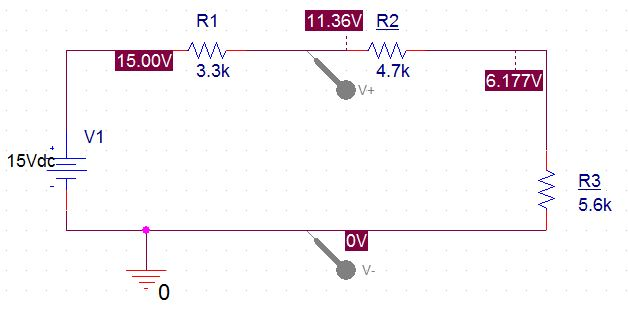 R1
11.36V
R2
15.00V
3.3k
4.7k
V+
6.177V
V1
15Vdc
+
-
R3
5.6k
0V
V-
0